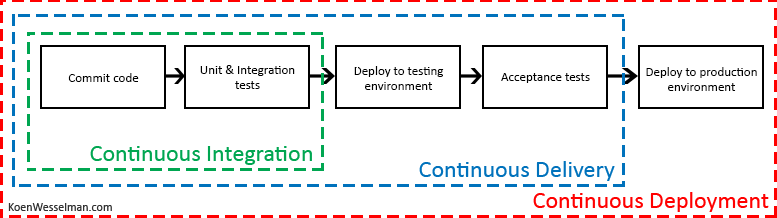 Commit code
Unit & Integration
tests
Deploy to testing
environment
Acceptance tests
Deploy to production
environment
Continuous Integration
Continuous Delivery
Continuous Deployment
KoenWesselman.com